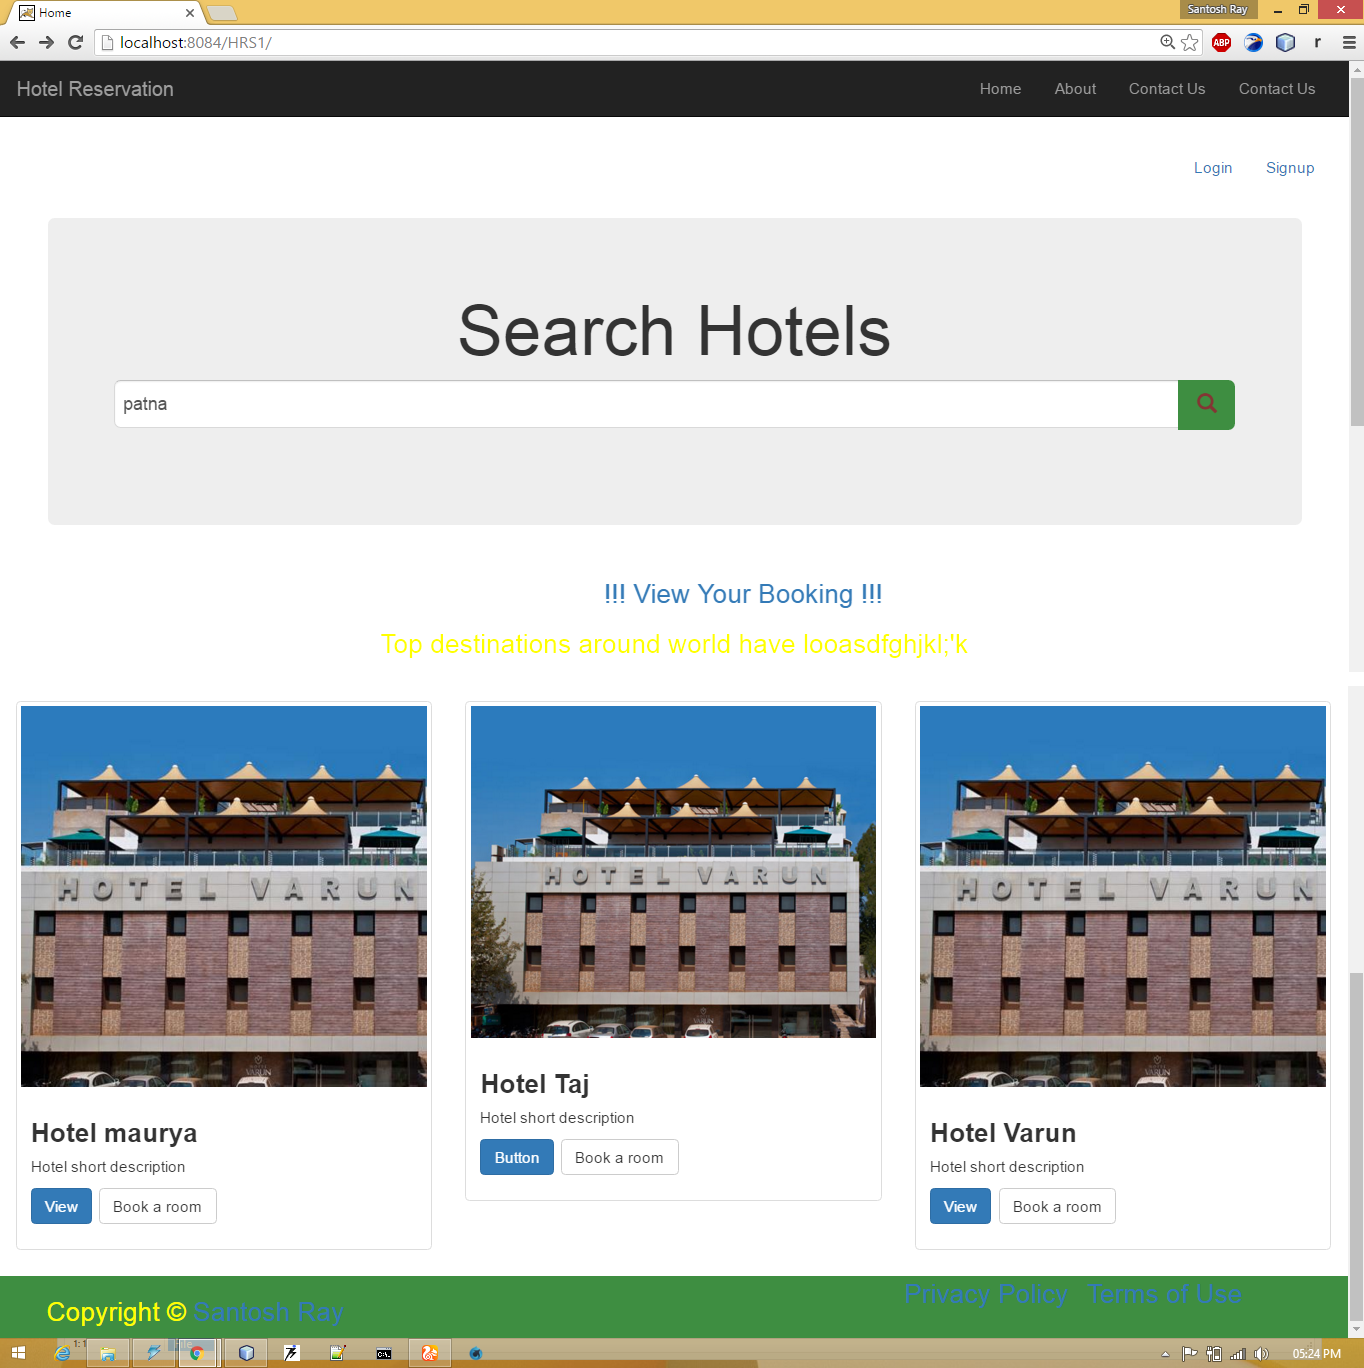 Home
Santosh Ray
localhost:8084/HRS1/
ABP
r
Hotel Reservation
Home About Contact Us Contact Us
Login Signup
Search Hotels
patna
!!! View Your Booking !!!
Top destinations around world have looasdfghjkl;'k
HOTEL VARUN
HOTEL VARUN
HOTEL VARUN
VARUN
VARUN
Hotel maurya
Hotel short description
View Book a room
Hotel Taj
Hotel short description
Button Book a room
Hotel Varun
Hotel short description
View Book a room
Copyright © Santosh Ray
Privacy Policy Terms of Use
05:24 PM